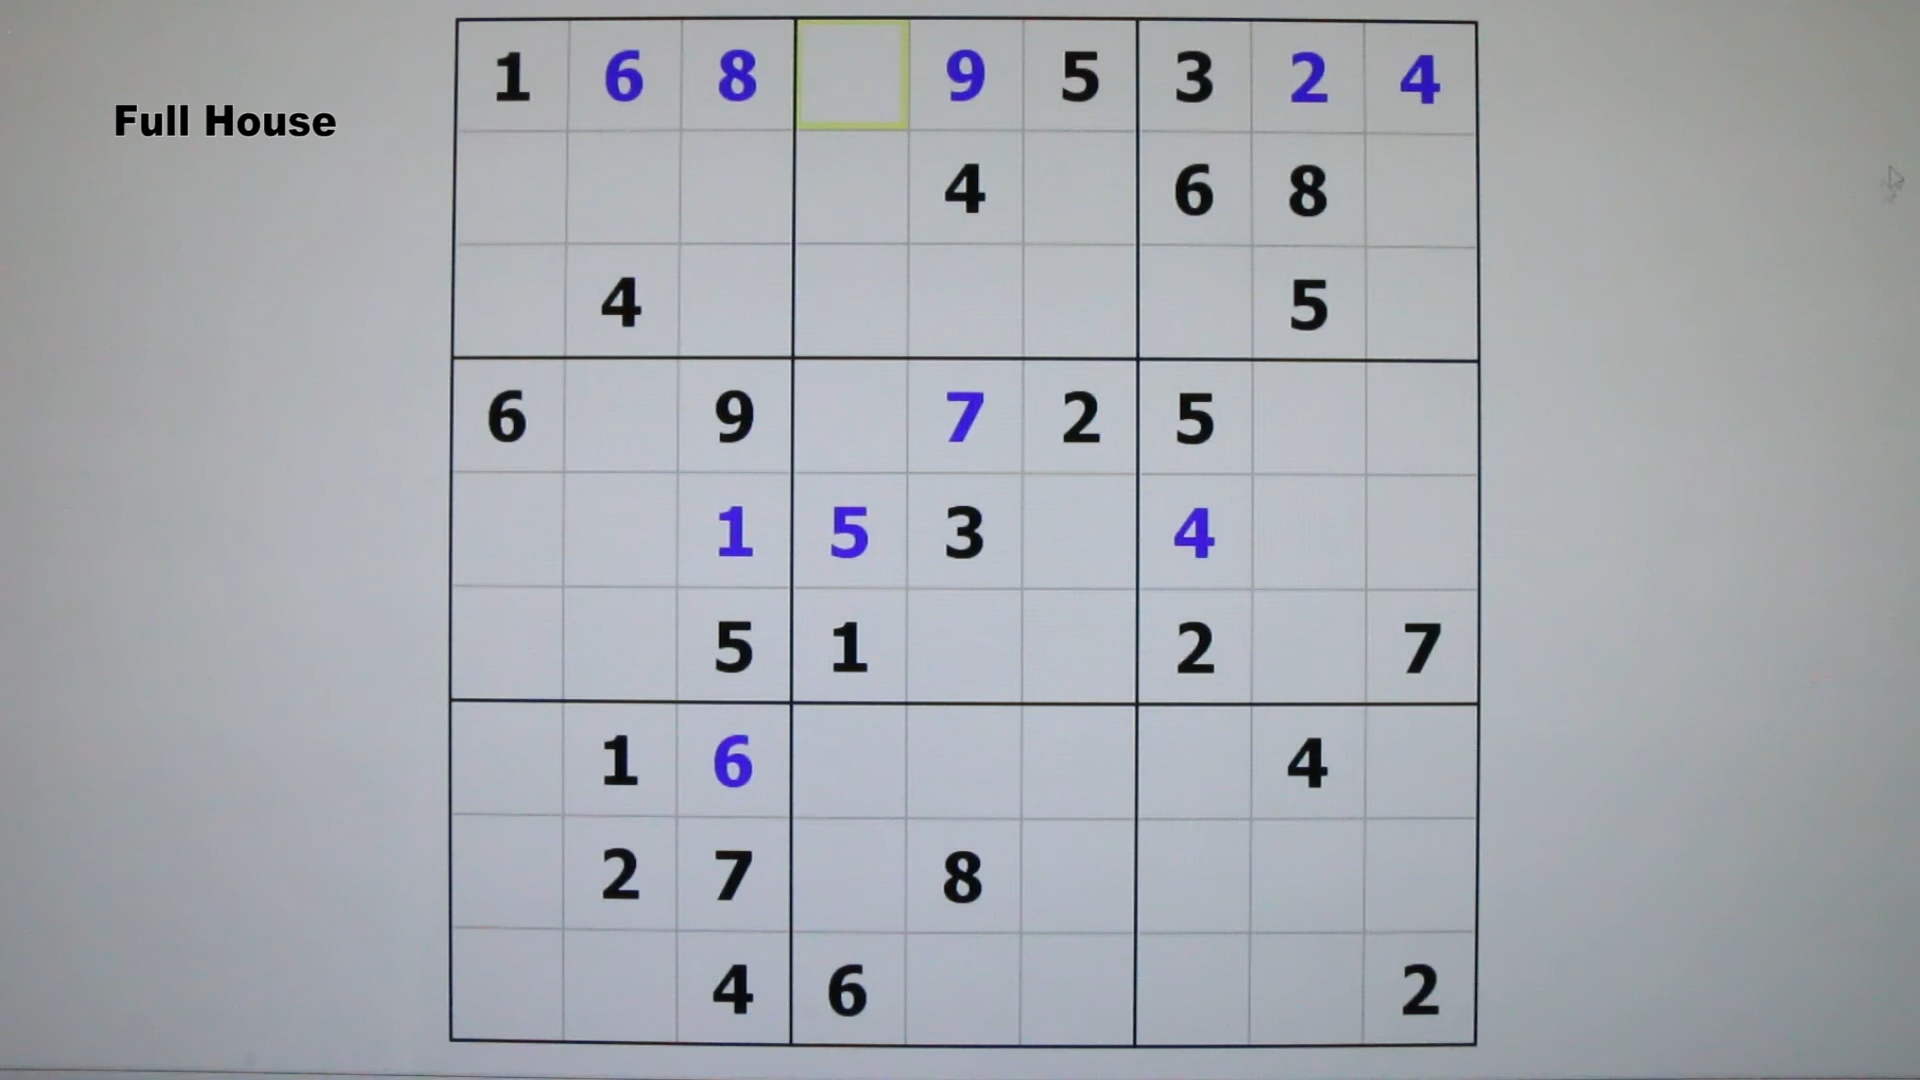 Full House
1 6 8 9 5 3 2 4
4 6 8
4 5
6 9 7 2 5
1 5 3 4
5 1 2 7
1 6 4
2 7 8
4 6 2